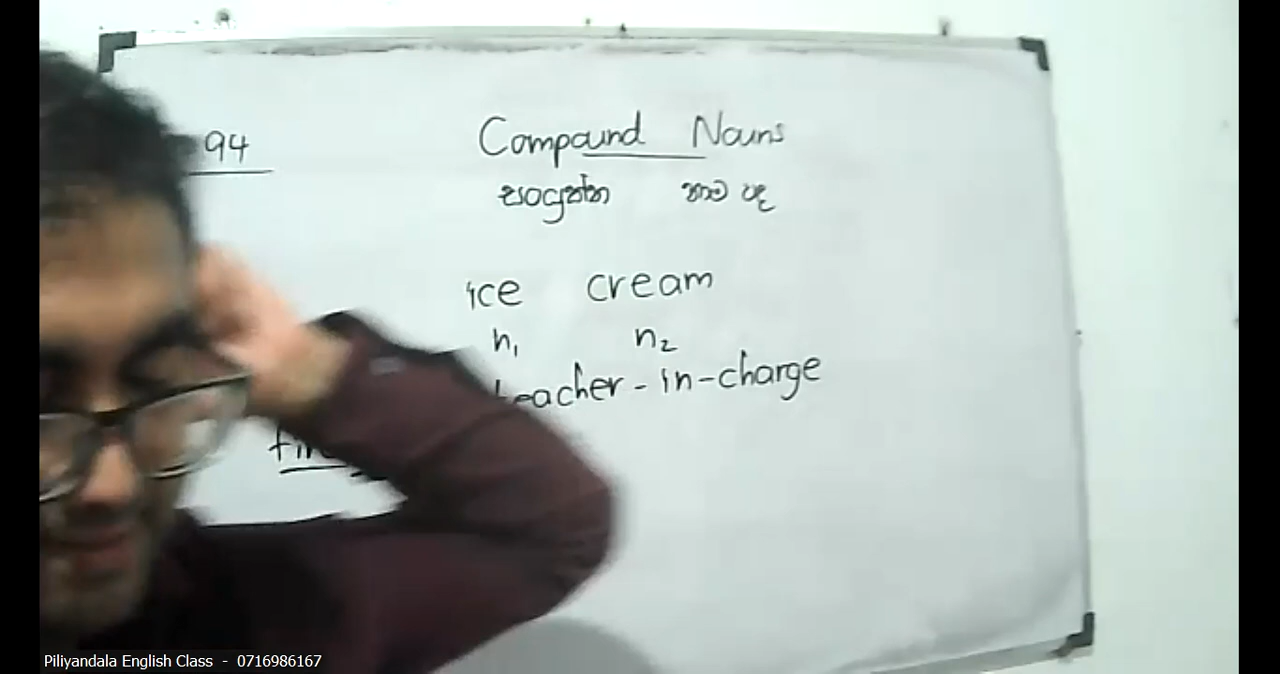 94
Compound Nouns
සංයුක්ත නාම පද
ice cream
n₁ n₂
teacher-in-charge
Piliyandala English Class - 0716986167